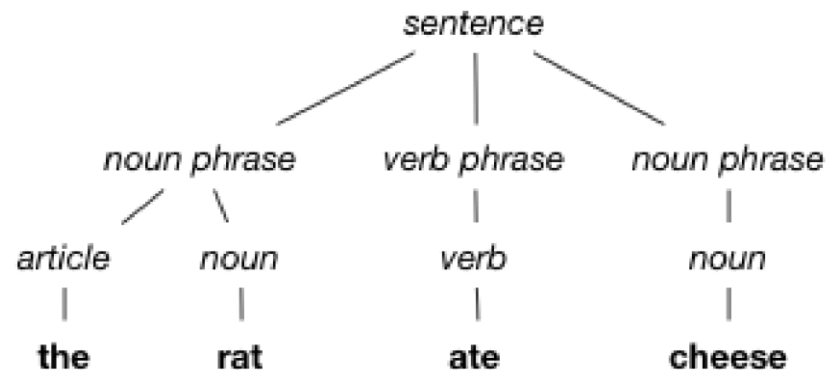 sentence
noun phrase verb phrase noun phrase
article noun verb noun
the rat ate cheese